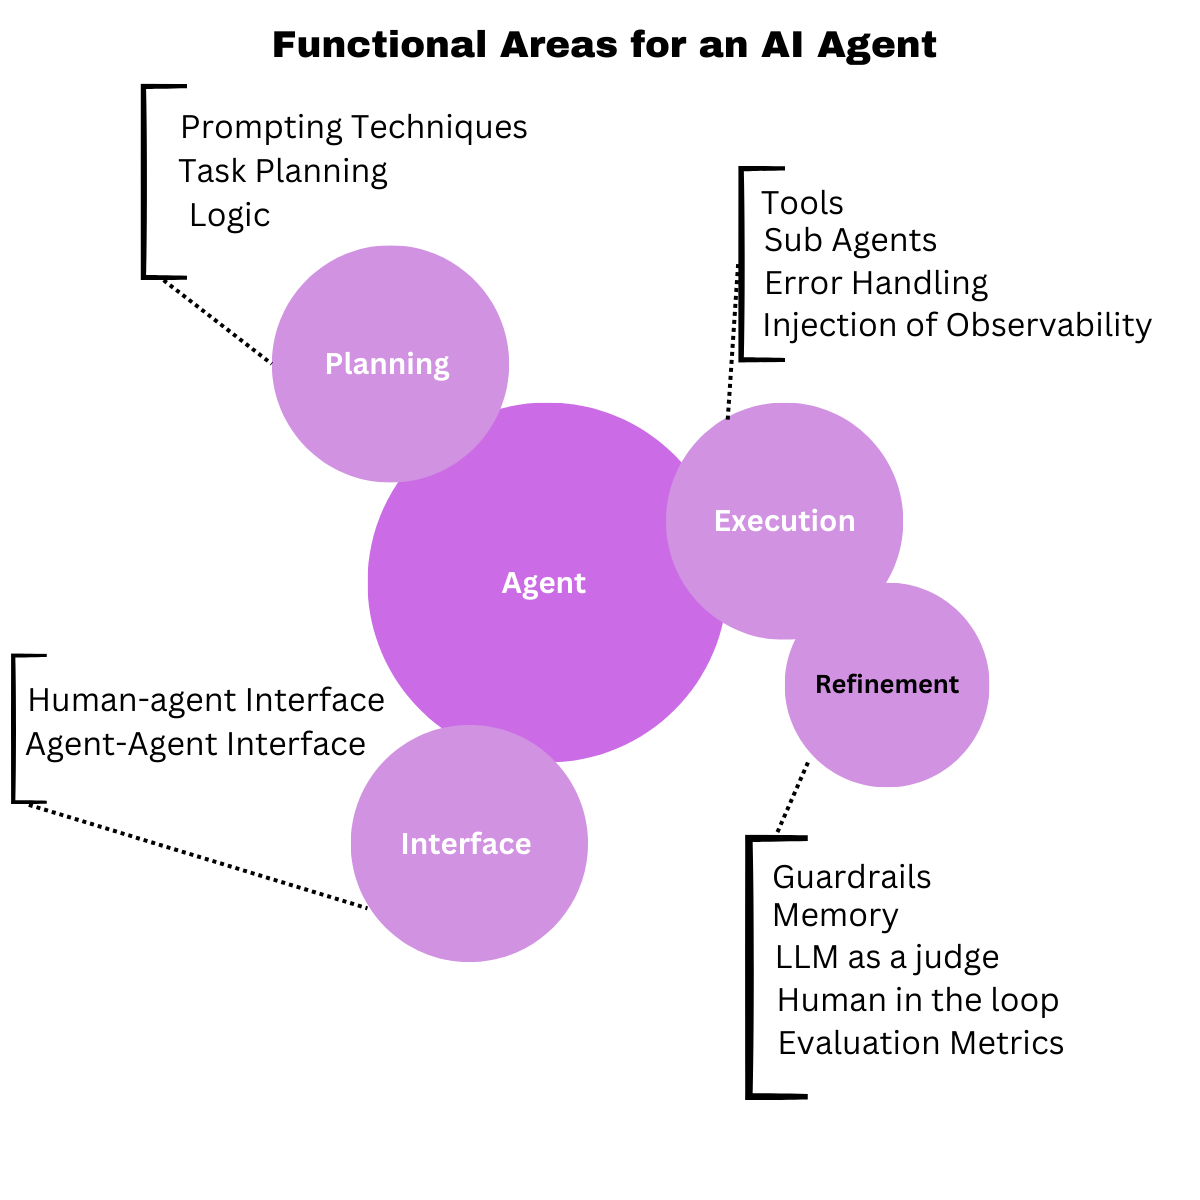 Functional Areas for an AI Agent
Prompting Techniques
Task Planning
Logic
Tools
Sub Agents
Error Handling
Injection of Observability
Planning
Execution
Agent
Refinement
Human-agent Interface
Agent-Agent Interface
Interface
Guardrails
Memory
LLM as a judge
Human in the loop
Evaluation Metrics